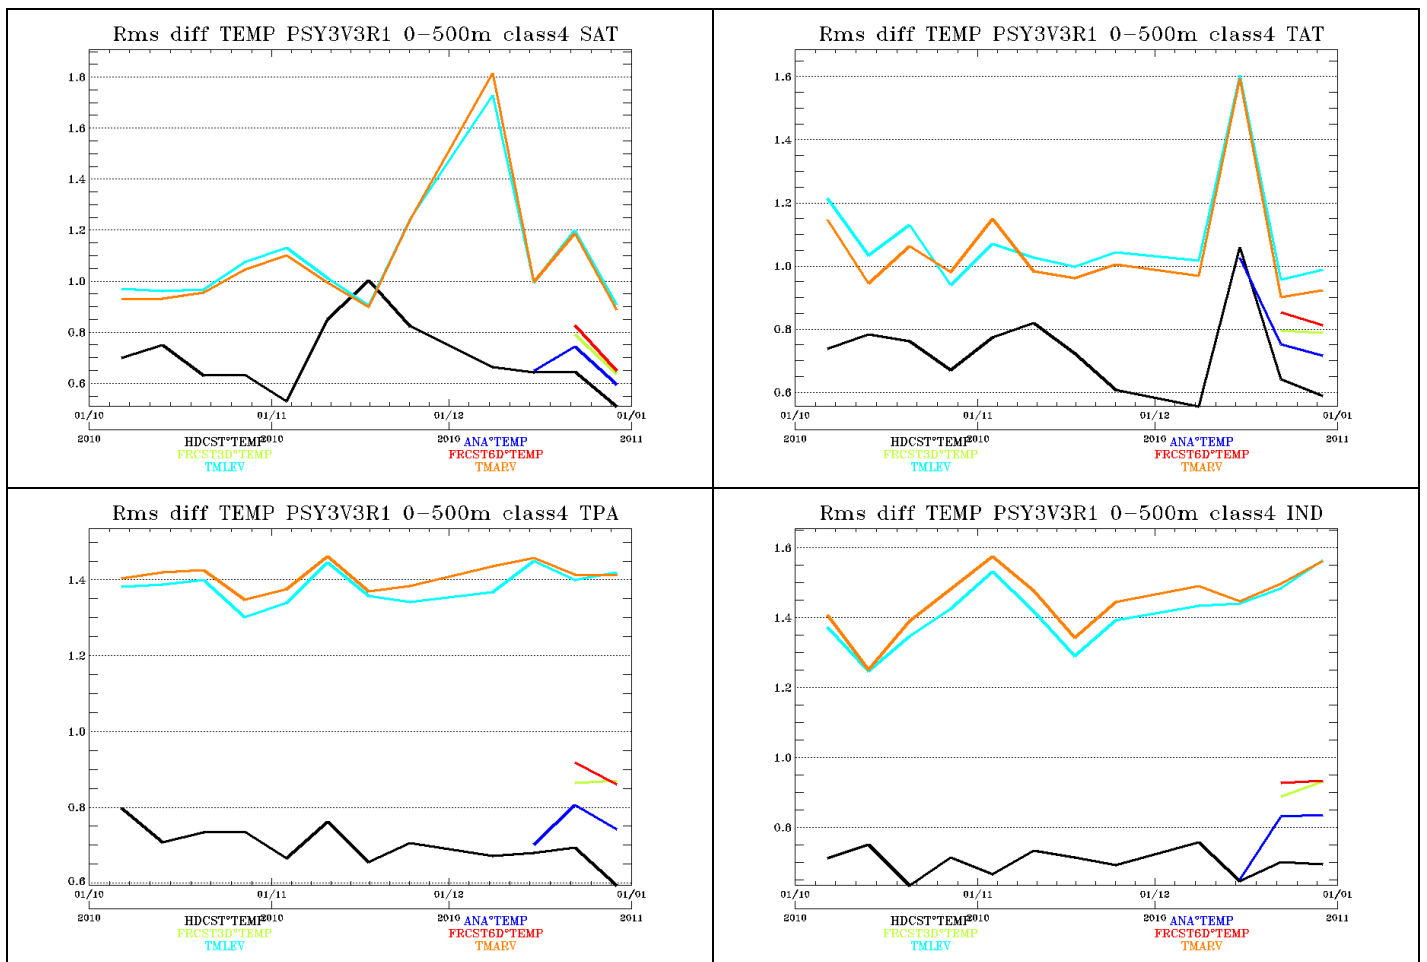 Rms diff TEMP PSY3V3R1 0-500m class4 SAT
1.8
1.6
1.4
1.2
1.0
0.8
0.6
01/10 01/11 01/12 01/01
2010 2010 2010 2011
HDCST°TEMP ANA°TEMP
FRCST3D°TEMP FRCST6D°TEMP
TMLEV TMARV
Rms diff TEMP PSY3V3R1 0-500m class4 TAT
1.6
1.4
1.2
1.0
0.8
0.6
01/10 01/11 01/12 01/01
2010 2010 2010 2011
HDCST°TEMP ANA°TEMP
FRCST3D°TEMP FRCST6D°TEMP
TMLEV TMARV
Rms diff TEMP PSY3V3R1 0-500m class4 TPA
1.4
1.2
1.0
0.8
0.6
01/10 01/11 01/12 01/01
2010 2010 2010 2011
HDCST°TEMP ANA°TEMP
FRCST3D°TEMP FRCST6D°TEMP
TMLEV TMARV
Rms diff TEMP PSY3V3R1 0-500m class4 IND
1.6
1.4
1.2
1.0
0.8
01/10 01/11 01/12 01/01
2010 2010 2010 2011
HDCST°TEMP ANA°TEMP
FRCST3D°TEMP FRCST6D°TEMP
TMLEV TMARV